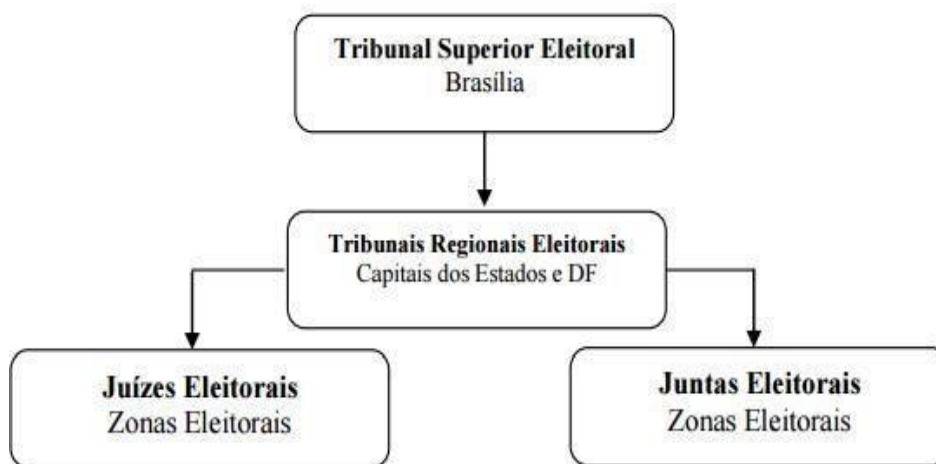 Tribunal Superior Eleitoral
Brasília
Tribunais Regionais Eleitorais
Capitais dos Estados e DF
Juízes Eleitorais
Zonas Eleitorais
Juntas Eleitorais
Zonas Eleitorais